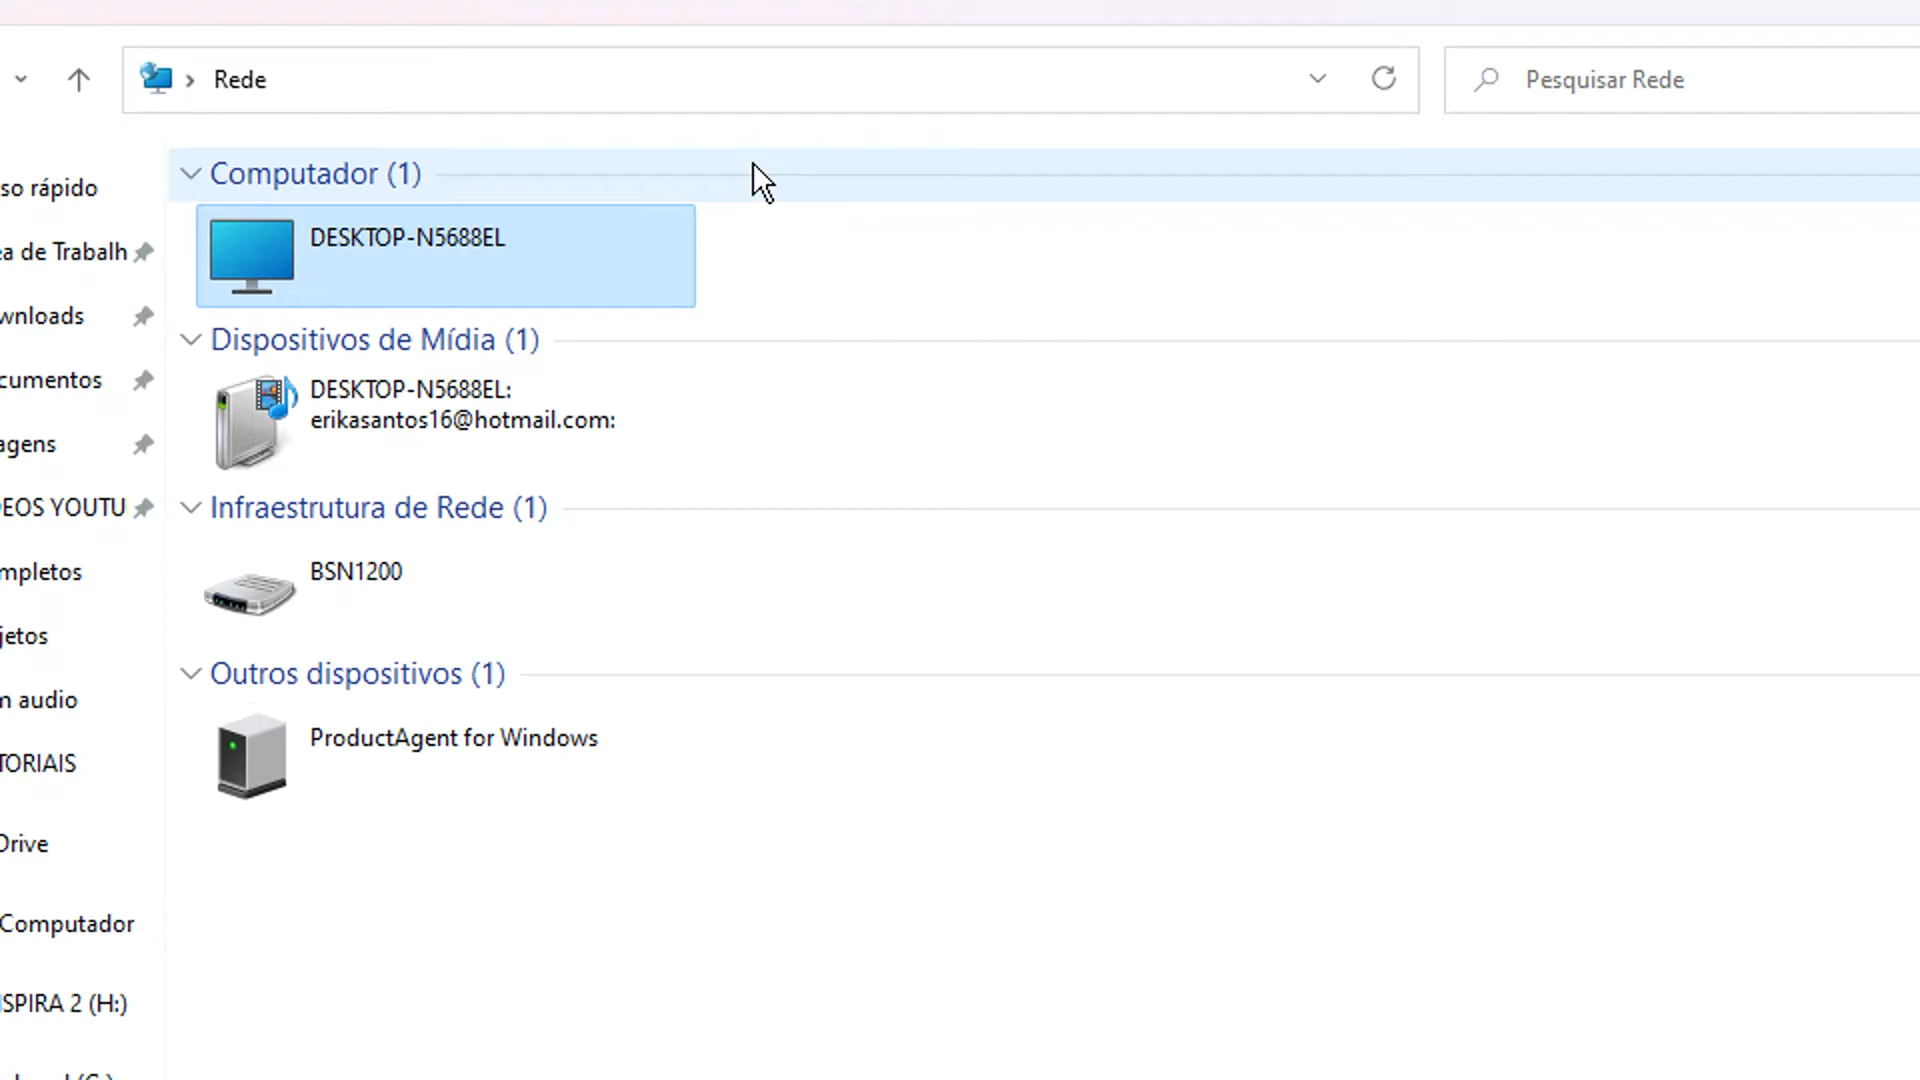 Rede
Pesquisar Rede
so rápido
ea de Trabalh
wnloads
cumentos
agens
EOS YOUTU
mpletos
jetos
m audio
TORIAIS
Drive
Computador
SPIRA 2 (H:)
Computador (1)
DESKTOP-N5688EL
Dispositivos de Mídia (1)
DESKTOP-N5688EL:
erikasantos16@hotmail.com:
Infraestrutura de Rede (1)
BSN1200
Outros dispositivos (1)
ProductAgent for Windows